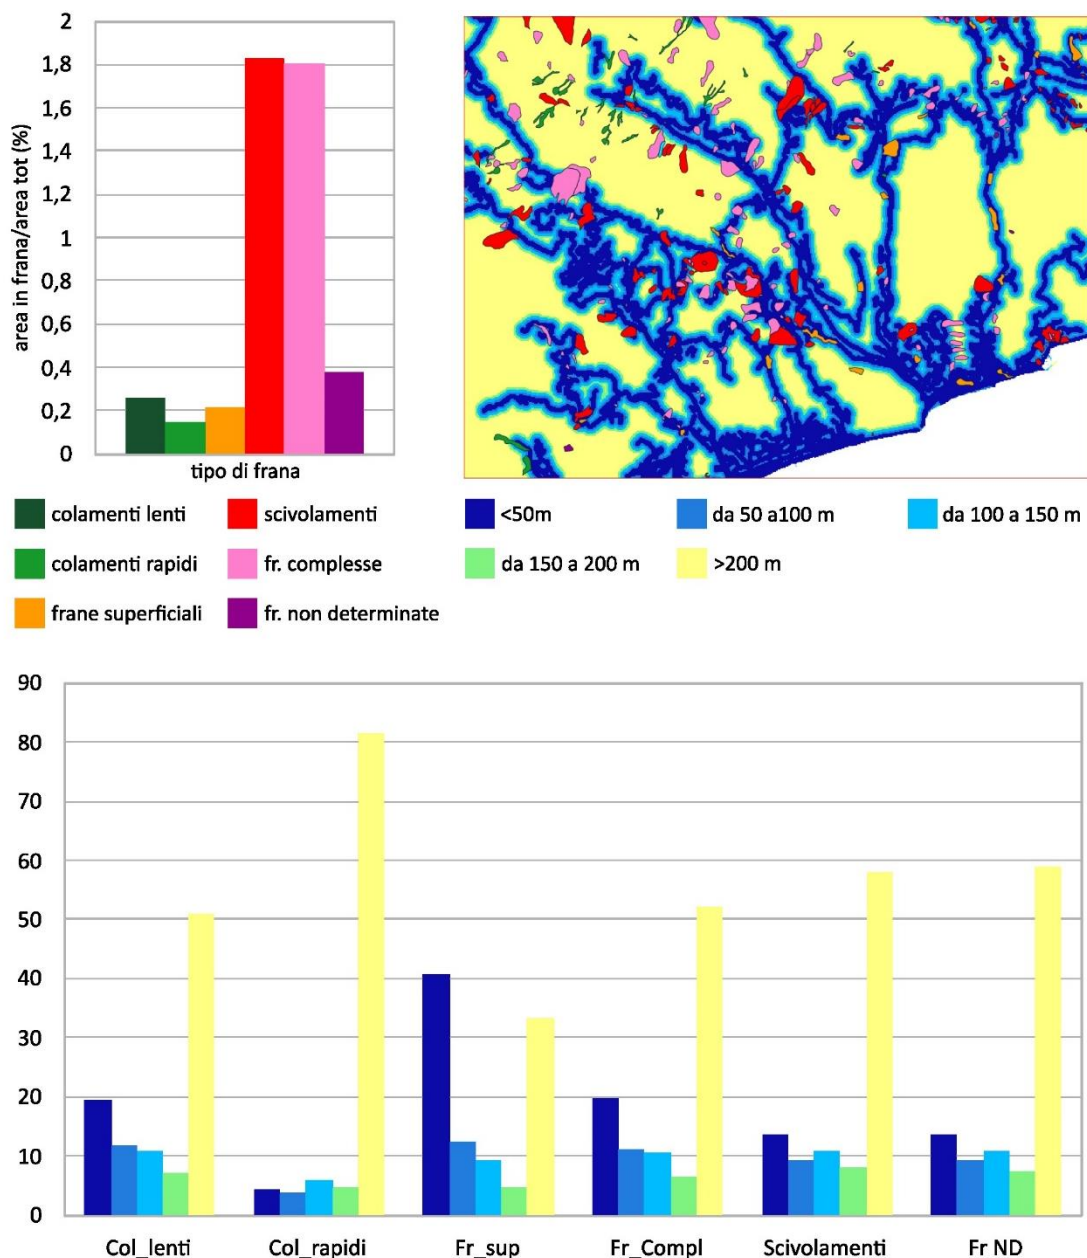 2
1,8
1,6
1,4
1,2
1
0,8
0,6
0,4
0,2
0
area in frana/area tot (%)
tipo di frana
colamenti lenti
scivolamenti
colamenti rapidi
fr. complesse
frane superficiali
fr. non determinate
<50m
da 50 a100 m
da 100 a 150 m
da 150 a 200 m
>200 m
90
80
70
60
50
40
30
20
10
0
Col_lenti Col_rapidi Fr_sup Fr_Compl Scivolamenti Fr ND